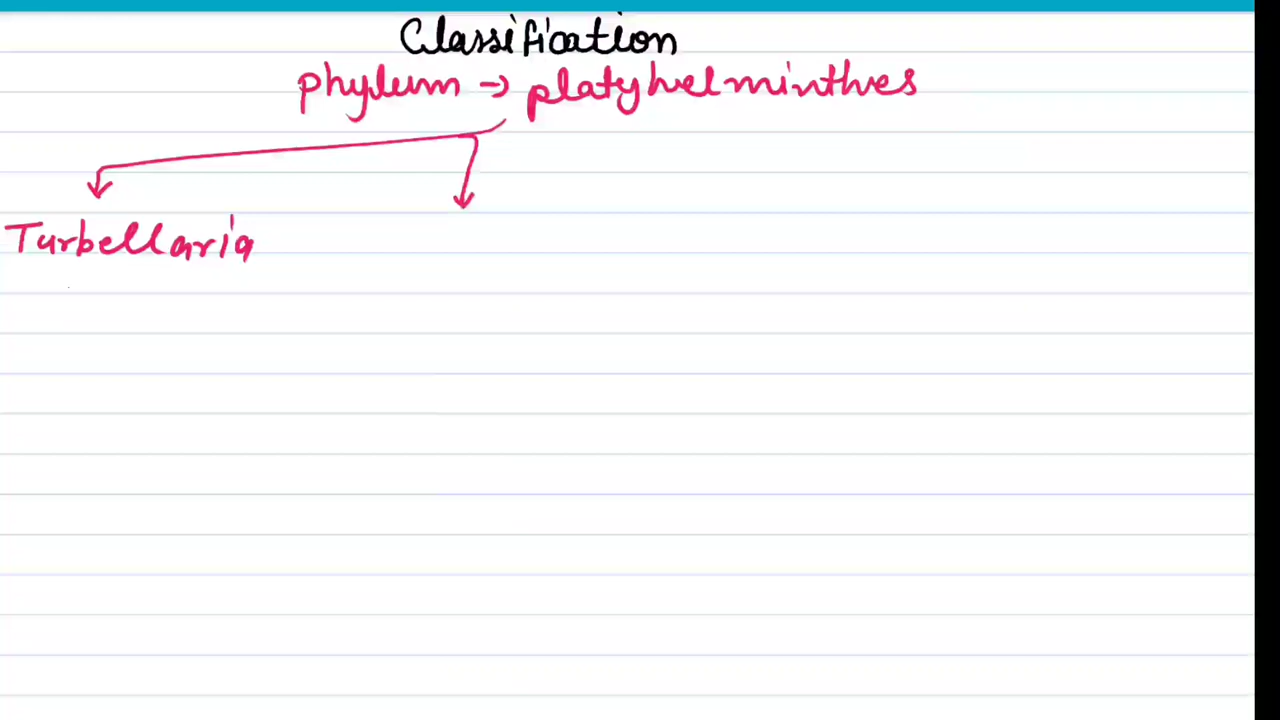 Classification
phylum → platyhelminthes
Turbellaria